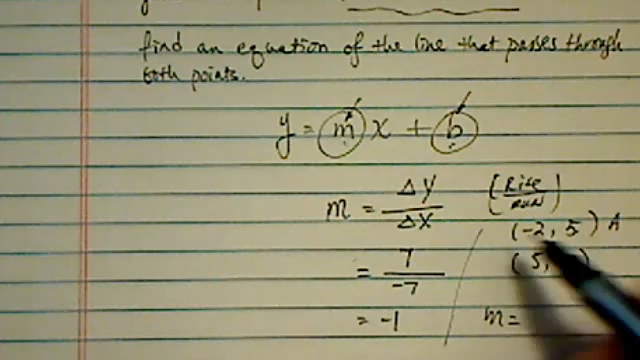 find an equation of the line that passes through
both points.
y = m x + b
m = ΔY / ΔX (Rise / RUN)
(-2, 5) A
= 7 / -7 ( 5, )
= -1 m =